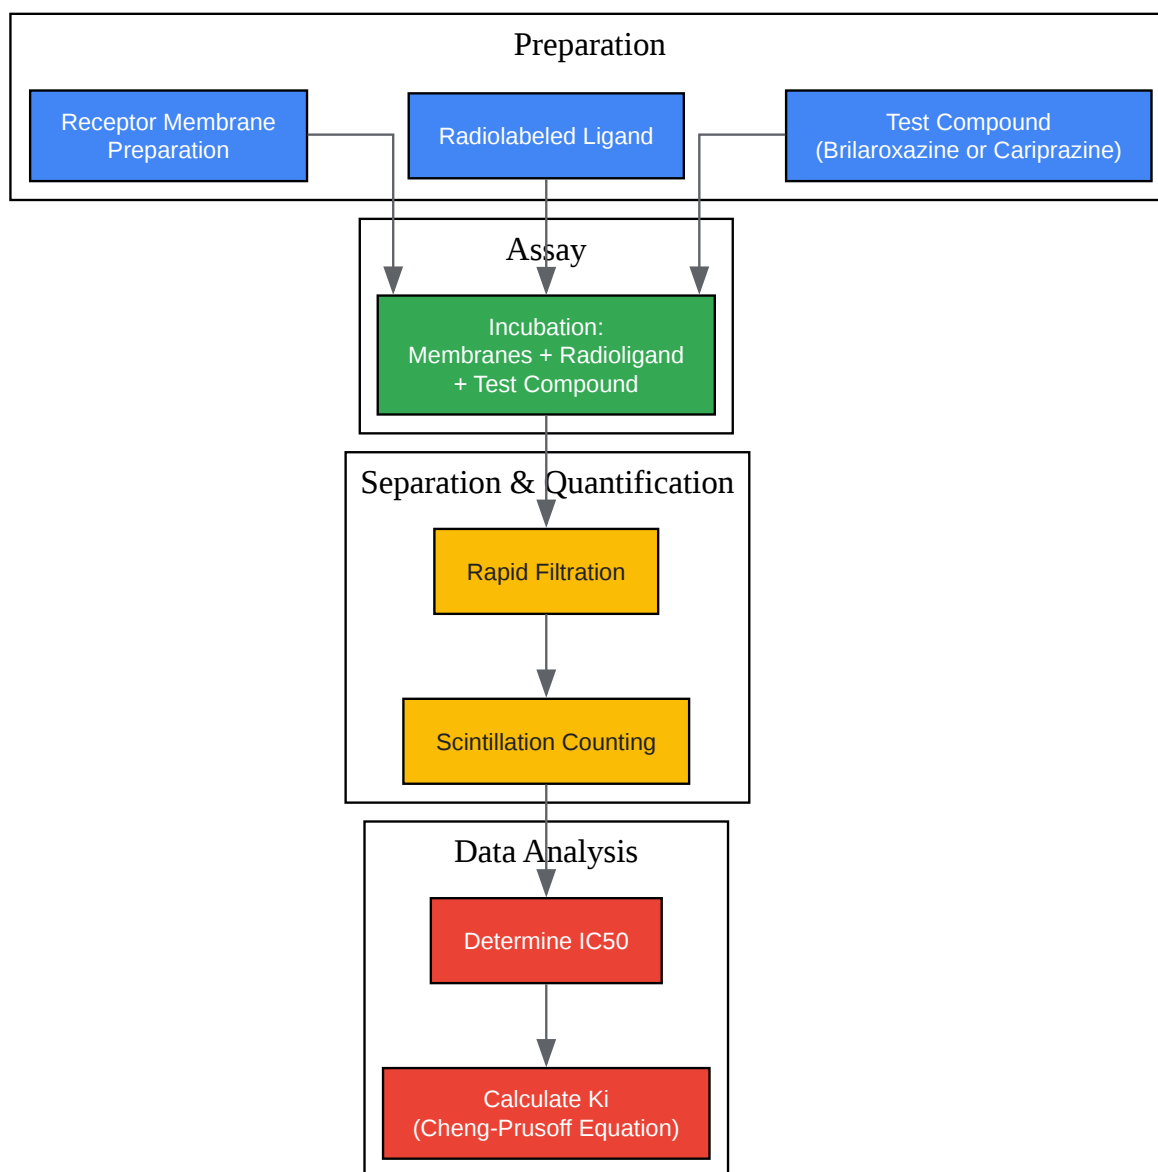 Preparation
Receptor Membrane
Preparation
Radiolabeled Ligand
Test Compound
(Brilaroxazine or Cariprazine)
Assay
Incubation:
Membranes + Radioligand
+ Test Compound
Separation & Quantification
Rapid Filtration
Scintillation Counting
Data Analysis
Determine IC50
Calculate Ki
(Cheng-Prusoff Equation)